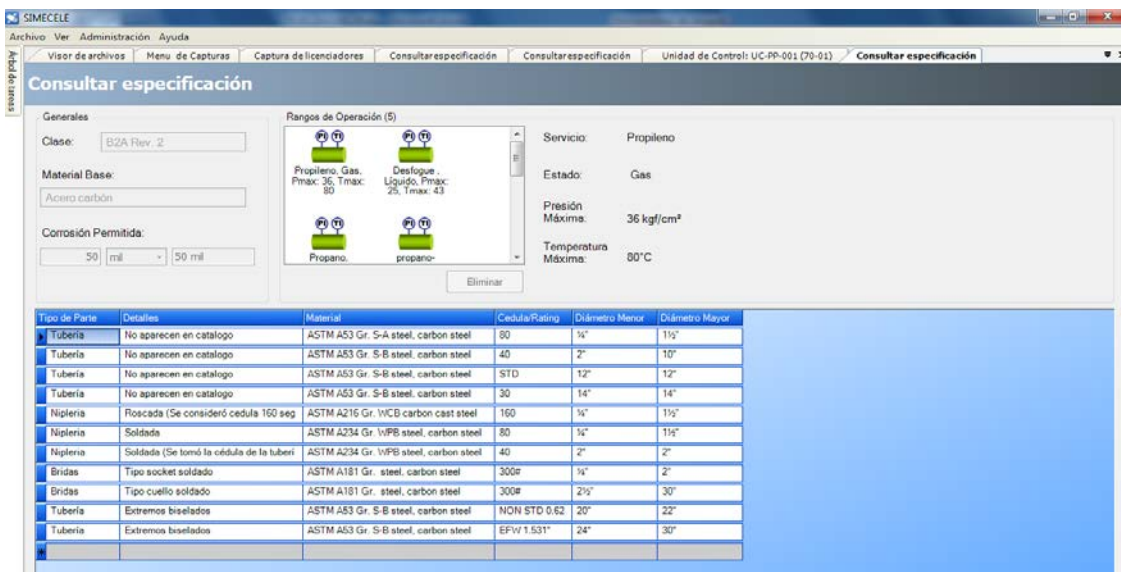 SIMECELE
Archivo Ver Administración Ayuda
Árbol de tareas
Visor de archivos Menu de Capturas Captura de licenciadores Consultar especificación Consultar especificación Unidad de Control: UC-PP-001 (70-01) Consultar especificación
Consultar especificación
Generales
Clase: B2A Rev. 2
Material Base:
Acero carbón
Corrosión Permitida:
50 mil 50 mil
Rangos de Operación (5)
PI TI PI TI
Propileno. Gas, Pmax: 36, Tmax: 80
Desfogue . Líquido, Pmax: 25, Tmax: 43
PI TI PI TI
Propano. propano-
Eliminar
Servicio: Propileno
Estado: Gas
Presión Máxima: 36 kgf/cm²
Temperatura Máxima: 80°C
Tipo de Parte Detalles Material Cedula/Rating Diámetro Menor Diámetro Mayor
Tubería No aparecen en catalogo ASTM A53 Gr. S-A steel, carbon steel 80 1½"
Tubería No aparecen en catalogo ASTM A53 Gr. S-B steel, carbon steel 40 2" 10"
Tubería No aparecen en catalogo ASTM A53 Gr. S-B steel, carbon steel STD 12" 12"
Tubería No aparecen en catalogo ASTM A53 Gr. S-B steel, carbon steel 30 14" 14"
Nipleria Roscada (Se consideró cedula 160 seg ASTM A216 Gr. WCB carbon cast steel 160 1½"
Nipleria Soldada ASTM A234 Gr. WPB steel, carbon steel 80 1½"
Nipleria Soldada (Se tomó la cédula de la tuberi ASTM A234 Gr. WPB steel, carbon steel 40 2" 2"
Bridas Tipo socket soldado ASTM A181 Gr. steel, carbon steel 300# 2"
Bridas Tipo cuello soldado ASTM A181 Gr. steel, carbon steel 300# 2½" 30"
Tubería Extremos biselados ASTM A53 Gr. S-B steel, carbon steel NON STD 0.62 20" 22"
Tubería Extremos biselados ASTM A53 Gr. S-B steel, carbon steel EFW 1.531" 24" 30"